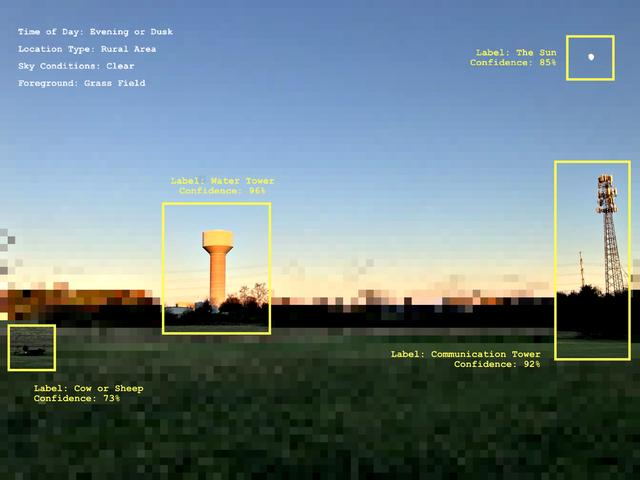 Time of Day: Evening or Dusk
Location Type: Rural Area
Sky Conditions: Clear
Foreground: Grass Field
Label: The Sun
Confidence: 85%
Label: Water Tower
Confidence: 96%
Label: Communication Tower
Confidence: 92%
Label: Cow or Sheep
Confidence: 73%